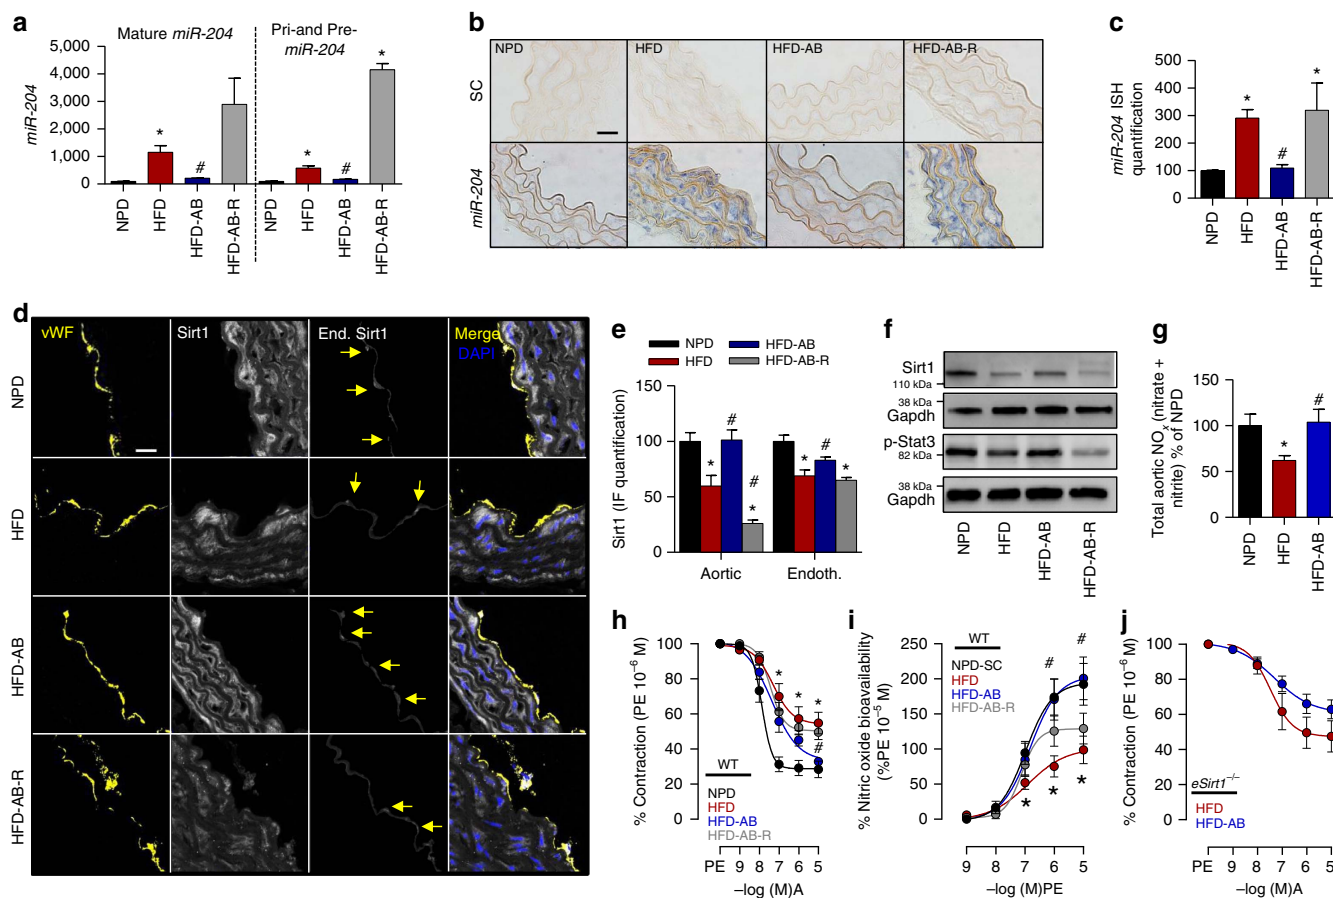 a
Mature miR-204
Pri-and Pre-
miR-204
miR-204
5,000
4,000
3,000
2,000
1,000
0
*
#
*
#
*
NPD
HFD
HFD-AB
HFD-AB-R
NPD
HFD
HFD-AB
HFD-AB-R
b
NPD
HFD
HFD-AB
HFD-AB-R
SC
miR-204
c
miR-204 ISH
quantification
500
400
300
200
100
0
*
#
*
NPD
HFD
HFD-AB
HFD-AB-R
d
vWF
Sirt1
End. Sirt1
Merge
DAPI
NPD
HFD
HFD-AB
HFD-AB-R
e
NPD
HFD
HFD-AB
HFD-AB-R
Sirt1 (IF quantification)
150
100
50
0
*
#
#
*
*
#
*
Aortic
Endoth.
f
Sirt1
110 kDa
38 kDa
Gapdh
p-Stat3
82 kDa
38 kDa
Gapdh
NPD
HFD
HFD-AB
HFD-AB-R
g
Total aortic NOx (nitrate +
nitrite) % of NPD
150
100
50
0
*
#
NPD
HFD
HFD-AB
h
% Contraction (PE 10⁻⁶ M)
100
80
60
40
20
0
*
*
*
#
WT
NPD
HFD
HFD-AB
HFD-AB-R
PE 9 8 7 6 5
–log (M)A
i
% Nitric oxide bioavailability
(%PE 10⁻⁵ M)
250
200
150
100
50
0
WT
NPD-SC
HFD
HFD-AB
HFD-AB-R
#
#
*
*
*
9 8 7 6 5
–log (M)PE
j
% Contraction (PE 10⁻⁶ M)
100
80
60
40
20
0
eSirt1⁻/⁻
HFD
HFD-AB
PE 9 8 7 6 5
–log (M)A